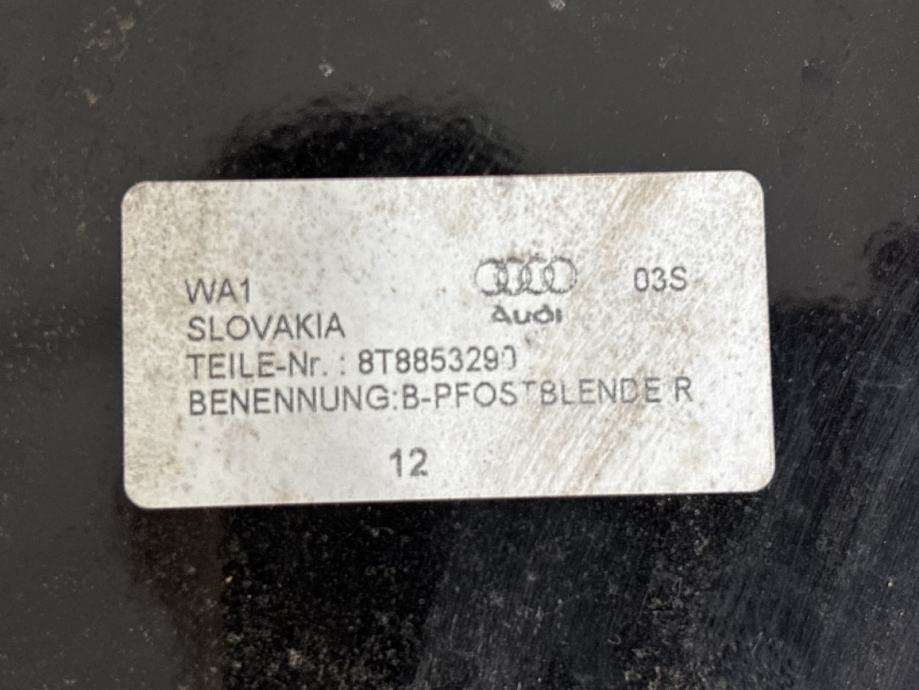 WA1
Audi
03S
SLOVAKIA
TEILE-Nr. : 8T8853290
BENENNUNG:B-PFOSTBLENDE R
12